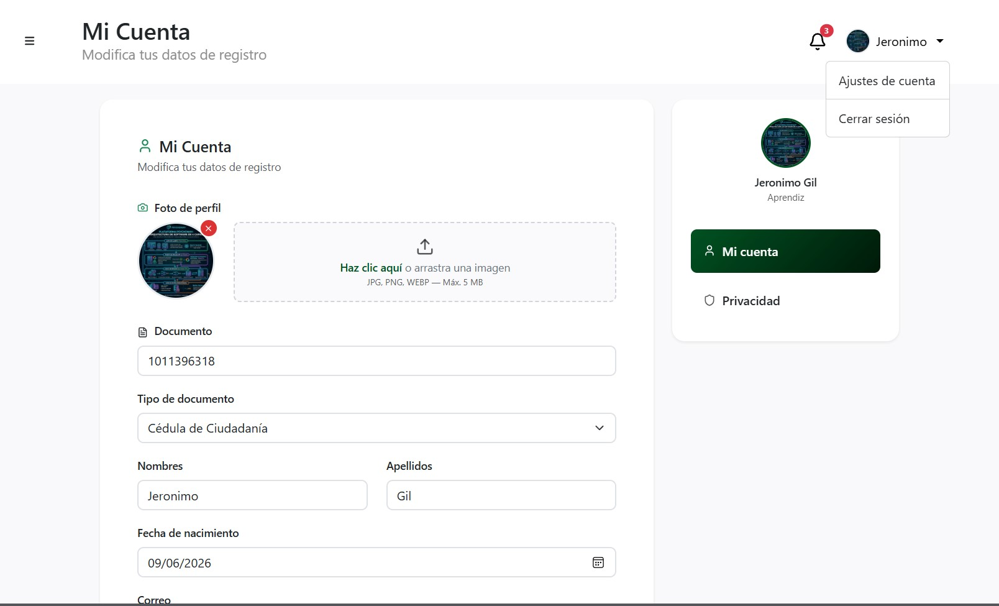 Mi Cuenta
Modifica tus datos de registro
3
Jeronimo
Ajustes de cuenta
Cerrar sesión
Mi Cuenta
Modifica tus datos de registro
Foto de perfil
Haz clic aquí o arrastra una imagen
JPG, PNG, WEBP — Máx. 5 MB
Documento
1011396318
Tipo de documento
Cédula de Ciudadanía
Nombres
Apellidos
Jeronimo
Gil
Fecha de nacimiento
09/06/2026
Correo
Jeronimo Gil
Aprendiz
Mi cuenta
Privacidad